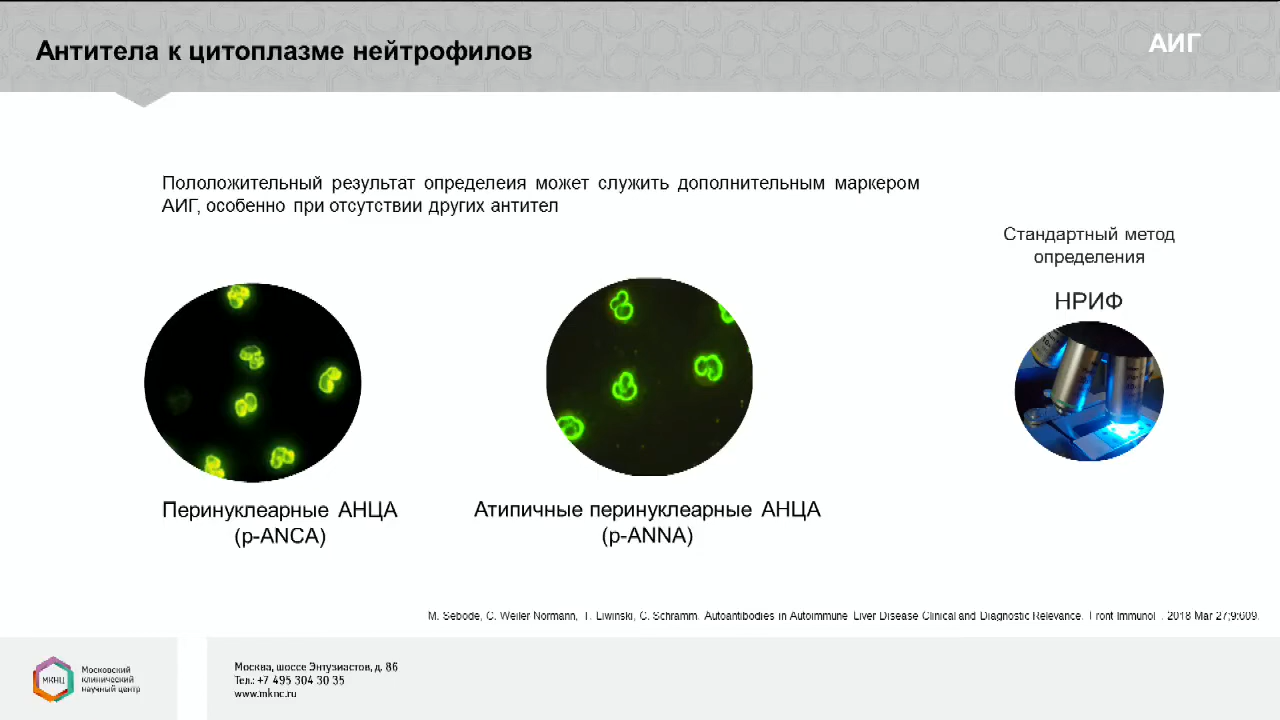 Антитела к цитоплазме нейтрофилов
АИГ
Пололожительный результат определеия может служить дополнительным маркером
АИГ, особенно при отсутствии других антител
Стандартный метод
определения
НРИФ
Перинуклеарные АНЦА
(p-ANCA)
Атипичные перинуклеарные АНЦА
(p-ANNA)
M. Sebode, C. Weiler Normann, T. Liwinski, C. Schramm. Autoantibodies in Autoimmune Liver Disease Clinical and Diagnostic Relevance. Front Immunol . 2018 Mar 27;9:609.
МКНЦ
Московский
клинический
научный центр
Москва, шоссе Энтузиастов, д. 86
Тел.: +7 495 304 30 35
www.mknc.ru